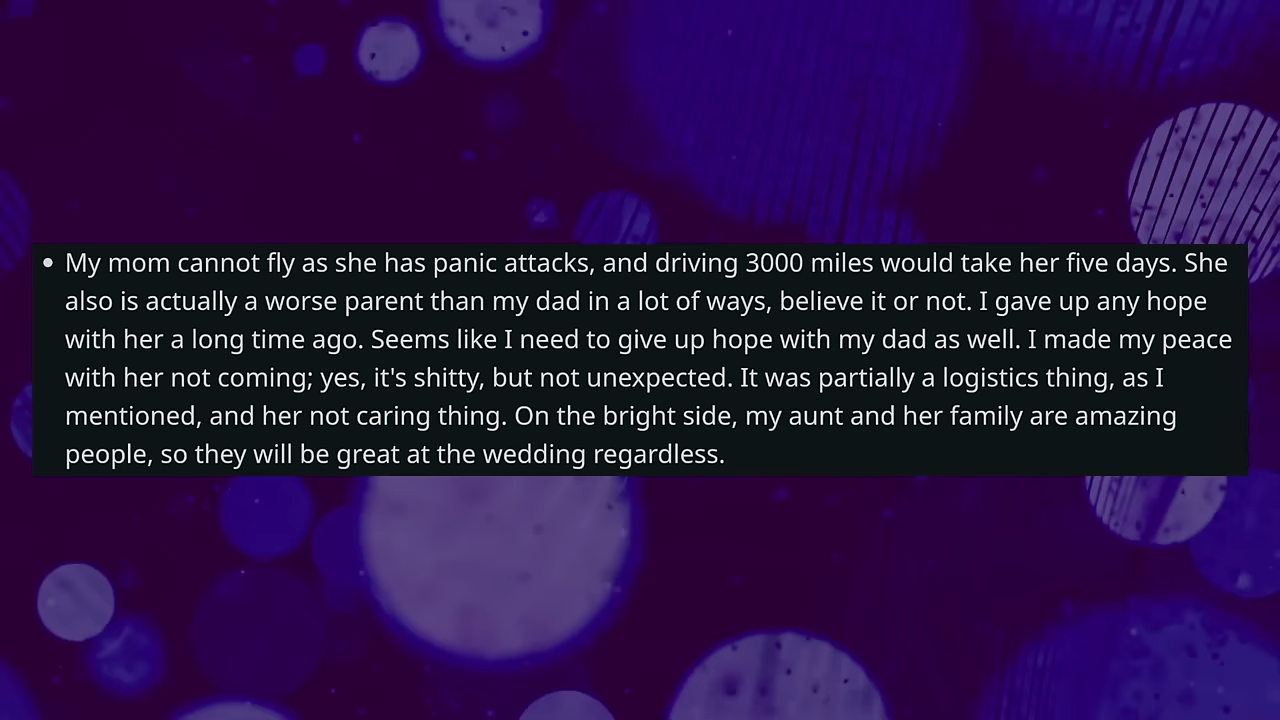 • My mom cannot fly as she has panic attacks, and driving 3000 miles would take her five days. She
also is actually a worse parent than my dad in a lot of ways, believe it or not. I gave up any hope
with her a long time ago. Seems like I need to give up hope with my dad as well. I made my peace
with her not coming; yes, it's shitty, but not unexpected. It was partially a logistics thing, as I
mentioned, and her not caring thing. On the bright side, my aunt and her family are amazing
people, so they will be great at the wedding regardless.